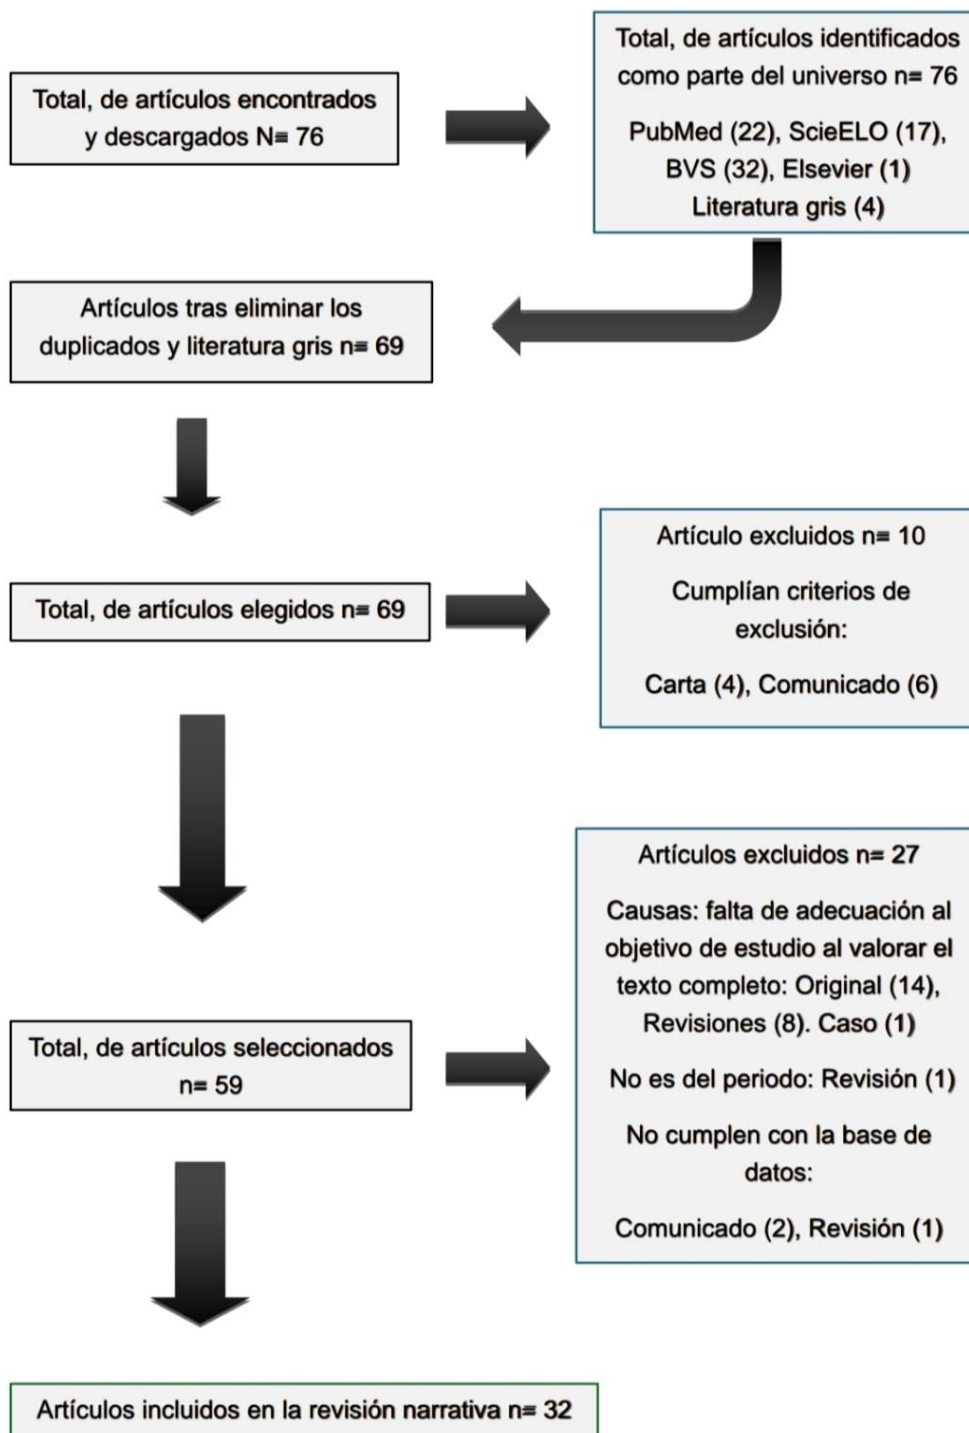 Total, de artículos encontrados
y descargados N= 76
Total, de artículos identificados
como parte del universo n= 76
PubMed (22), ScieELO (17),
BVS (32), Elsevier (1)
Literatura gris (4)
Artículos tras eliminar los
duplicados y literatura gris n= 69
Total, de artículos elegidos n= 69
Artículo excluidos n= 10
Cumplían criterios de
exclusión:
Carta (4), Comunicado (6)
Total, de artículos seleccionados
n= 59
Artículos excluidos n= 27
Causas: falta de adecuación al
objetivo de estudio al valorar el
texto completo: Original (14),
Revisiones (8). Caso (1)
No es del periodo: Revisión (1)
No cumplen con la base de
datos:
Comunicado (2), Revisión (1)
Artículos incluidos en la revisión narrativa n= 32